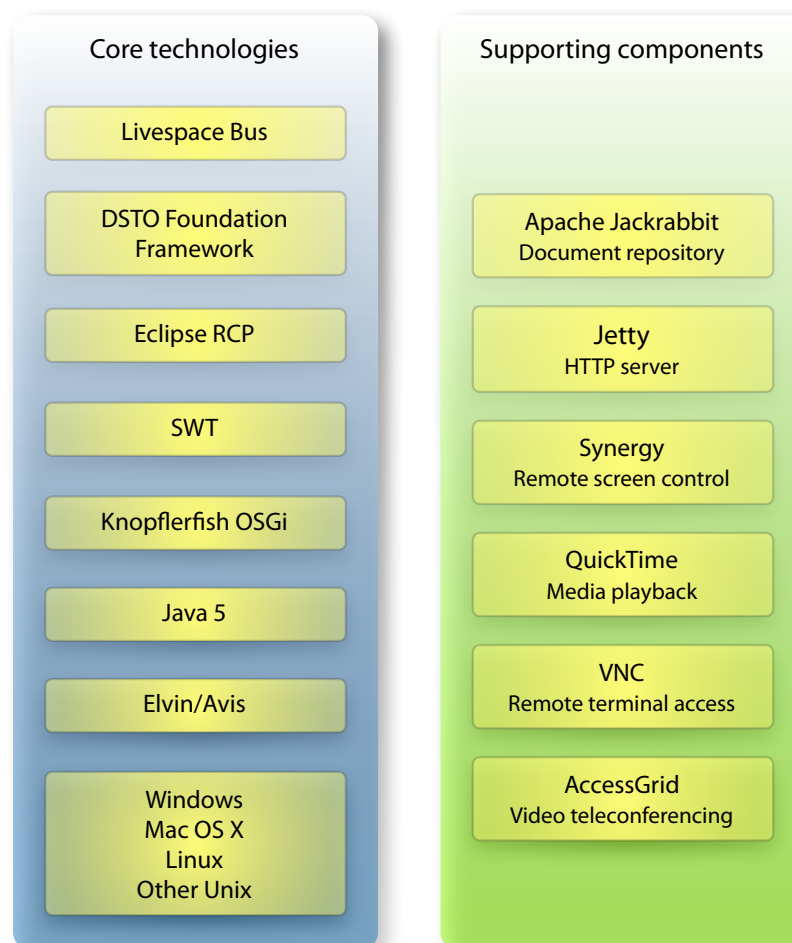 Core technologies
Livespace Bus
DSTO Foundation
Framework
Eclipse RCP
SWT
Knopflerfish OSGi
Java 5
Elvin/Avis
Windows
Mac OS X
Linux
Other Unix
Supporting components
Apache Jackrabbit
Document repository
Jetty
HTTP server
Synergy
Remote screen control
QuickTime
Media playback
VNC
Remote terminal access
AccessGrid
Video teleconferencing